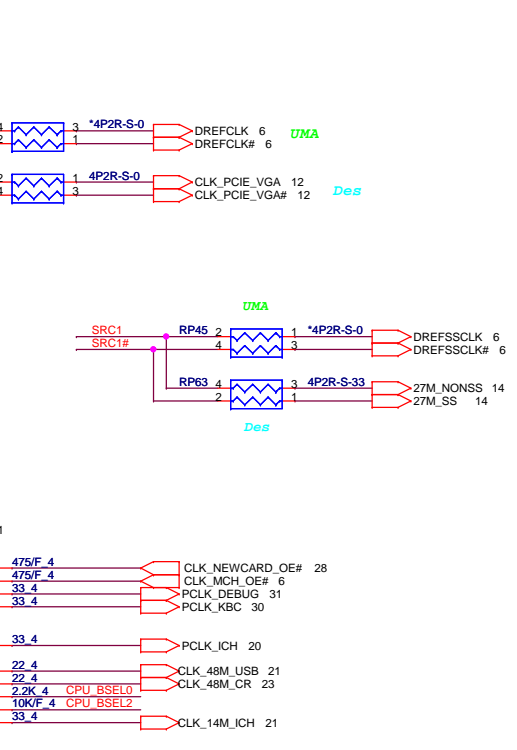 3 *4P2R-S-0
DREFCLK 6 UMA
1 DREFCLK# 6
1 4P2R-S-0
CLK_PCIE_VGA 12 Des
3 CLK_PCIE_VGA# 12
UMA
SRC1 RP45 2 1 *4P2R-S-0 DREFSSCLK 6
SRC1# 4 3 DREFSSCLK# 6
RP63 4 3 4P2R-S-33 27M_NONSS 14
2 1 27M_SS 14
Des
475/F_4 CLK_NEWCARD_OE# 28
475/F_4 CLK_MCH_OE# 6
33_4 PCLK_DEBUG 31
33_4 PCLK_KBC 30
33_4 PCLK_ICH 20
22_4 CLK_48M_USB 21
22_4 CLK_48M_CR 23
2.2K_4 CPU_BSEL0
10K/F_4 CPU_BSEL2
33_4 CLK_14M_ICH 21